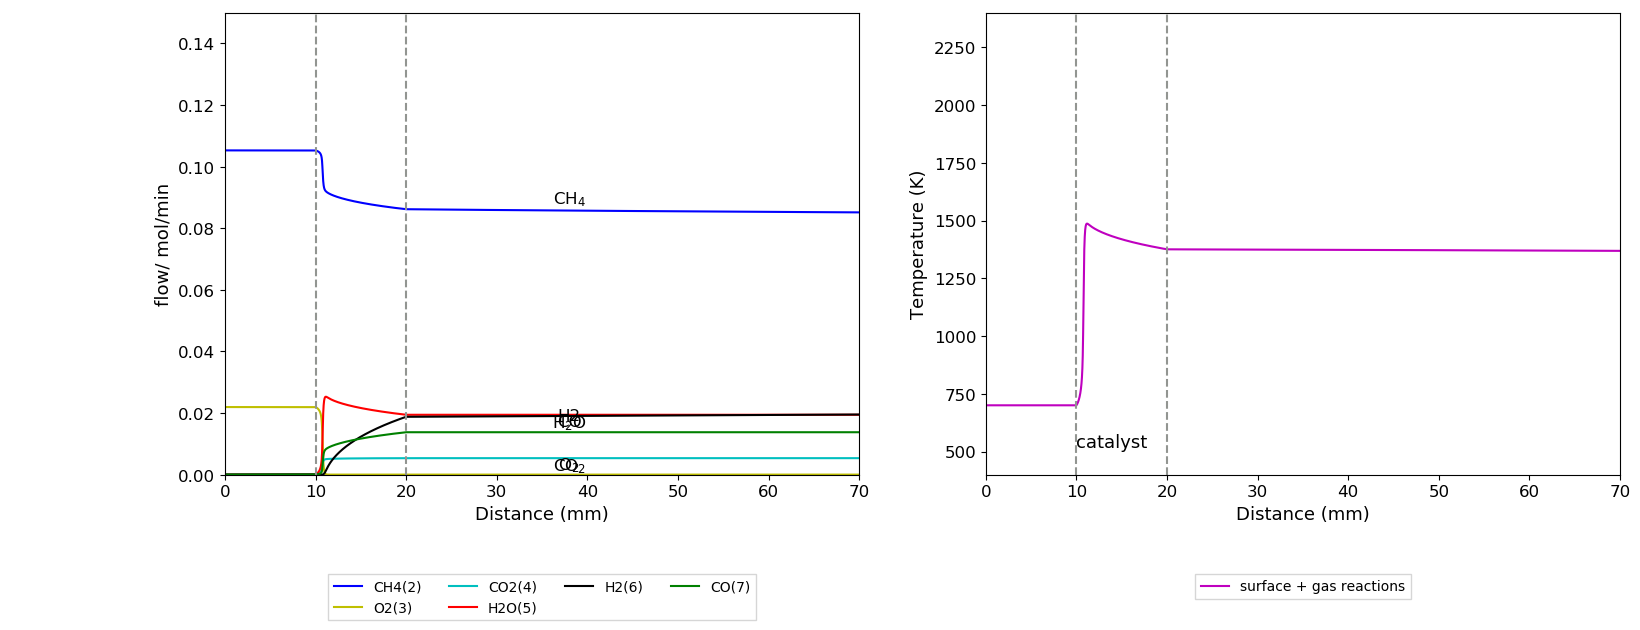 0.14
0.12
0.10
0.08
0.06
0.04
0.02
0.00
flow/ mol/min
CH4
H2
H2O
CO
CO2
O2
0 10 20 30 40 50 60 70
Distance (mm)
CH4(2) CO2(4) H2(6) CO(7)
O2(3) H2O(5)
2250
2000
1750
1500
1250
1000
750
500
Temperature (K)
catalyst
0 10 20 30 40 50 60 70
Distance (mm)
surface + gas reactions